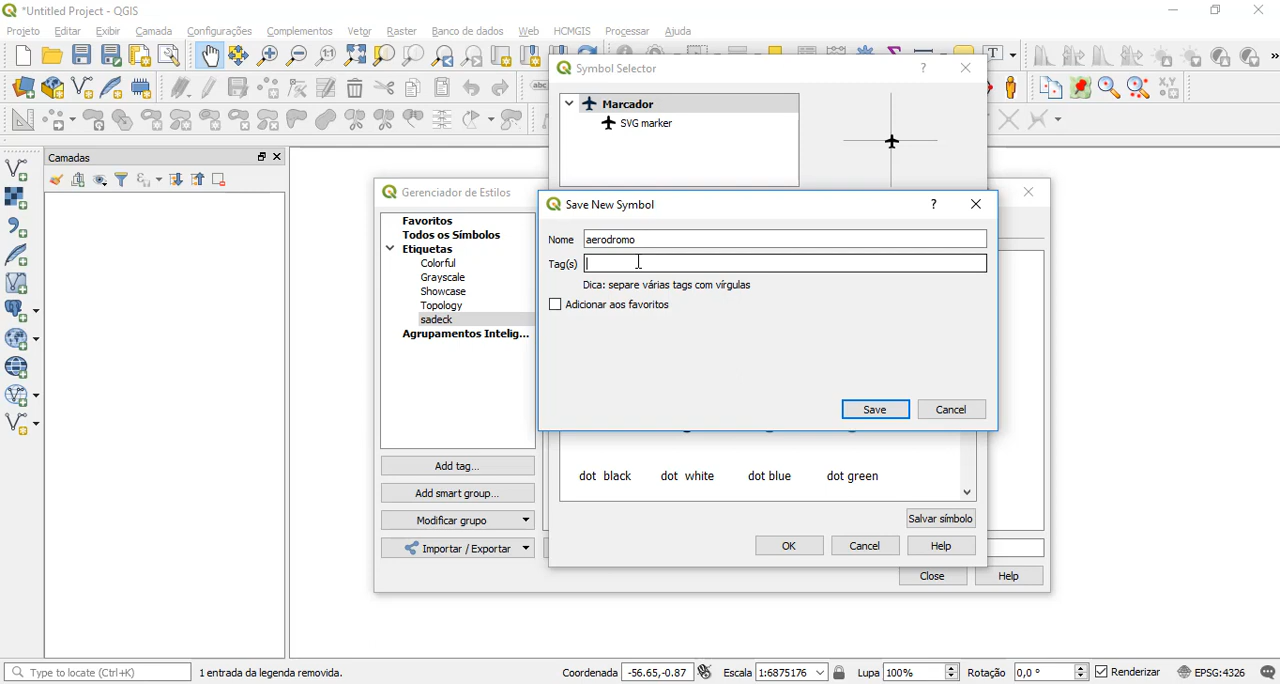 *Untitled Project - QGIS
Projeto Editar Exibir Camada Configurações Complementos Vetor Raster Banco de dados Web HCMGIS Processar Ajuda
Symbol Selector ?
Marcador
SVG marker
Camadas
Gerenciador de Estilos
Favoritos
Todos os Símbolos
Etiquetas
Colorful
Grayscale
Showcase
Topology
sadeck
Agrupamentos Intelig...
Add tag...
Add smart group...
Modificar grupo
Importar / Exportar
Save New Symbol ?
Nome aerodromo
Tag(s)
Dica: separe várias tags com vírgulas
Adicionar aos favoritos
Save Cancel
dot black dot white dot blue dot green
Salvar símbolo
OK Cancel Help
Close Help
Type to locate (Ctrl+K) 1 entrada da legenda removida. Coordenada -56.65,-0.87 Escala 1:6875176 Lupa 100% Rotação 0,0 ° Renderizar EPSG:4326